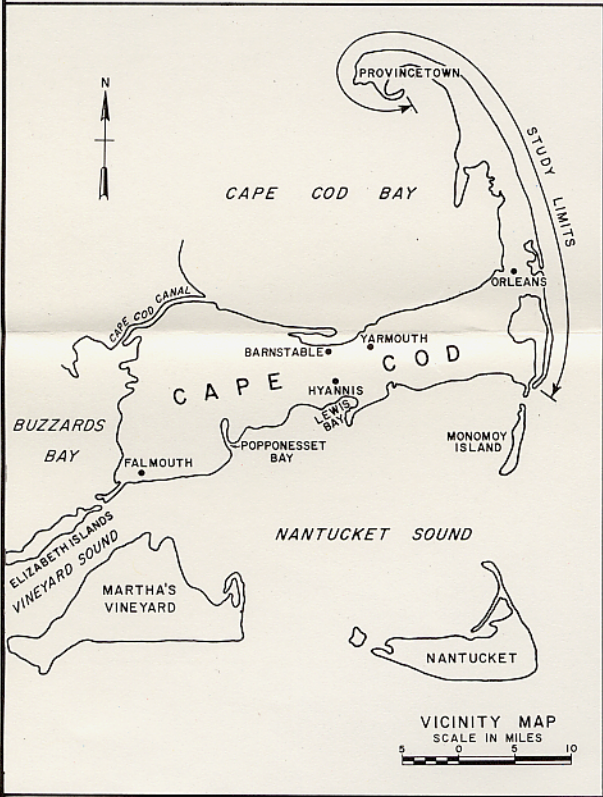 PROVINCETOWN
N
STUDY LIMITS
CAPE COD BAY
ORLEANS
CAPE COD CANAL
YARMOUTH
BARNSTABLE
CAPE COD
HYANNIS
LEWIS
BAY
BUZZARDS
BAY
POPPONESSET
BAY
MONOMOY
ISLAND
FALMOUTH
ELIZABETH ISLANDS
VINEYARD SOUND
NANTUCKET SOUND
MARTHA'S
VINEYARD
NANTUCKET
VICINITY MAP
SCALE IN MILES
5 0 5 10